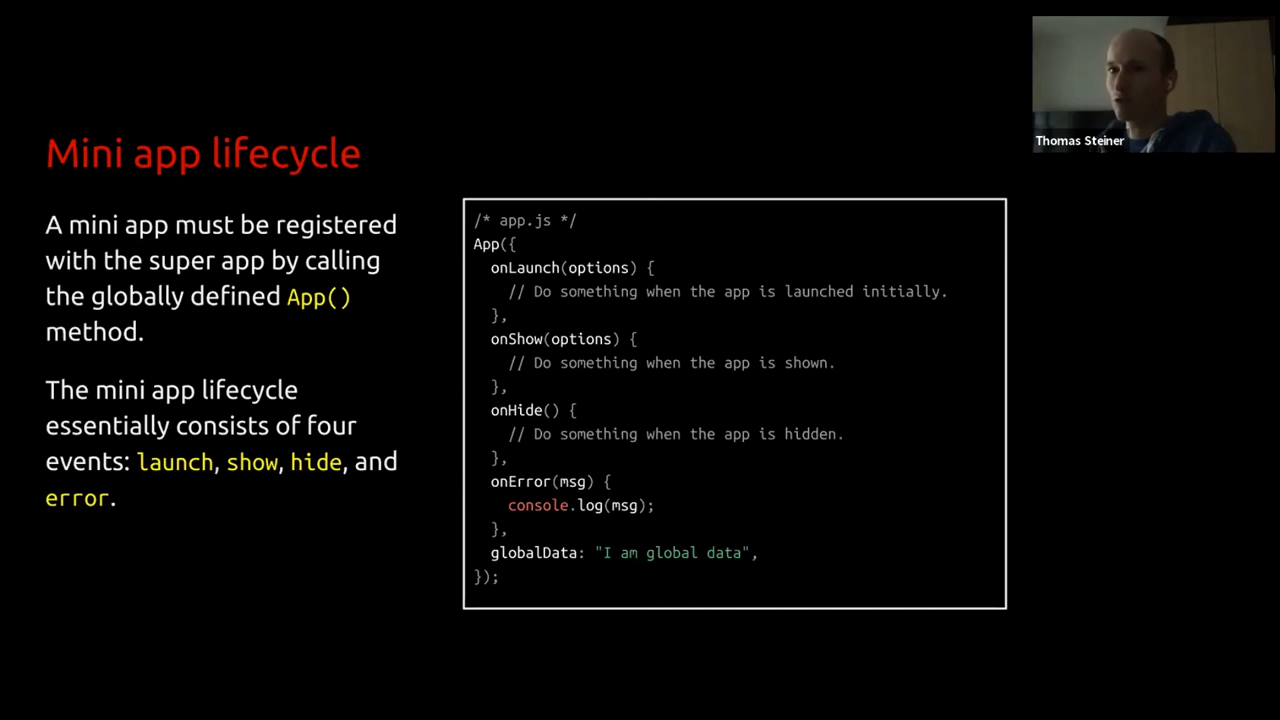 Thomas Steiner
Mini app lifecycle
A mini app must be registered
with the super app by calling
the globally defined App()
method.
The mini app lifecycle
essentially consists of four
events: launch, show, hide, and
error.
/* app.js */
App({
  onLaunch(options) {
    // Do something when the app is launched initially.
  },
  onShow(options) {
    // Do something when the app is shown.
  },
  onHide() {
    // Do something when the app is hidden.
  },
  onError(msg) {
    console.log(msg);
  },
  globalData: "I am global data",
});